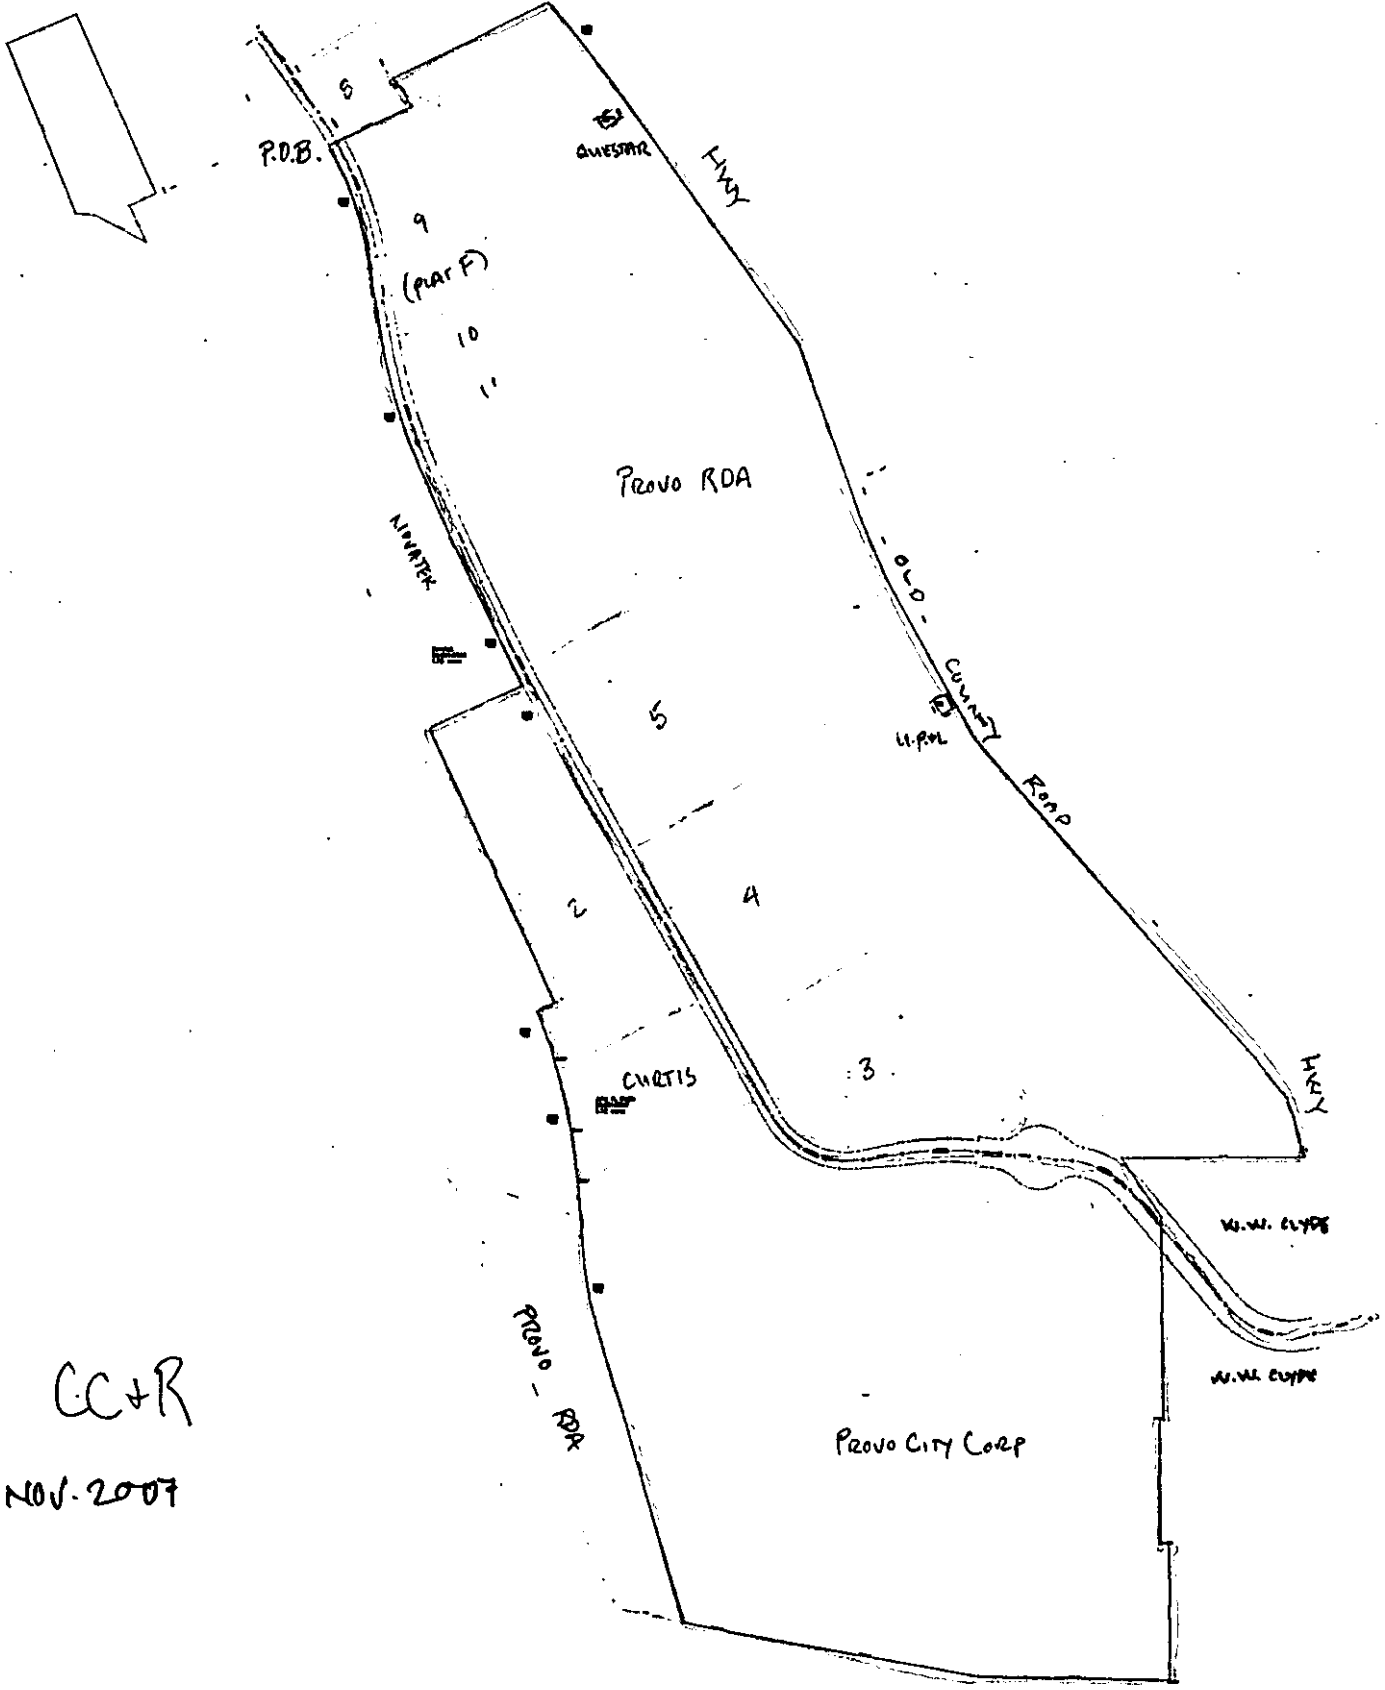 8
P.O.B.
QUESTAR
HWY
9
(PLAT F)
10
11
PROVO RDA
NOVATEK
- OLD -
COUNTY
ROAD
5
U.P.&L
2
4
CURTIS
3
HWY
W.W. CLYDE
W.W. CLYDE
PROVO - RDA
PROVO CITY CORP
CC+R
NOV. 2007